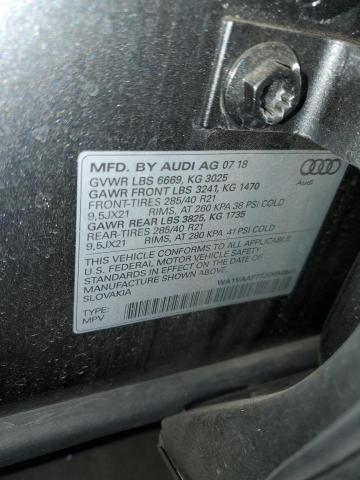 MFD. BY AUDI AG 07 18
GVWR LBS 6669, KG 3025
GAWR FRONT LBS 3241, KG 1470
FRONT-TIRES 285/40 R21
9,5JX21 RIMS, AT 260 KPA 38 PSI COLD
GAWR REAR LBS 3825, KG 1735
REAR-TIRES 285/40 R21
9,5JX21 RIMS, AT 280 KPA 41 PSI COLD
THIS VEHICLE CONFORMS TO ALL APPLICABLE
U.S. FEDERAL MOTOR VEHICLE
SAFETY STANDARDS IN EFFECT ON THE DATE OF
MANUFACTURE SHOWN ABOVE.
SLOVAKIA
TYPE:
MPV